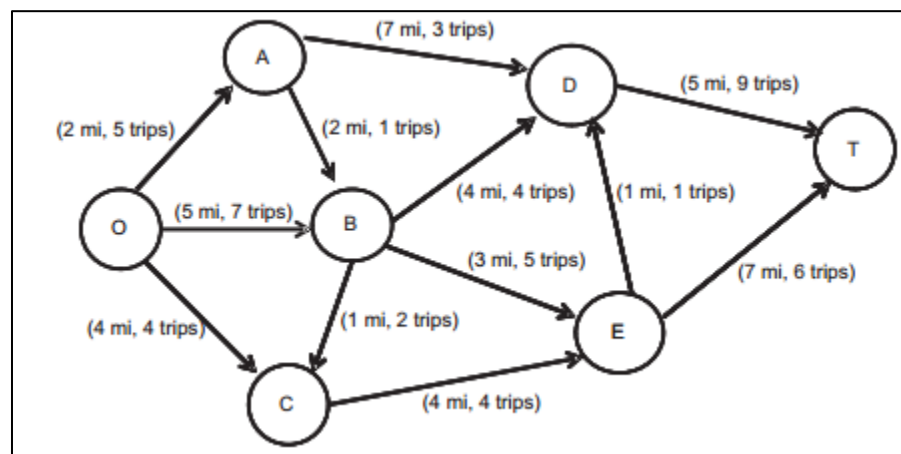 (7 mi, 3 trips)
A
D
(5 mi, 9 trips)
(2 mi, 5 trips)
(2 mi, 1 trips)
T
(4 mi, 4 trips)
(1 mi, 1 trips)
O
(5 mi, 7 trips)
B
(3 mi, 5 trips)
(7 mi, 6 trips)
(4 mi, 4 trips)
(1 mi, 2 trips)
E
C
(4 mi, 4 trips)